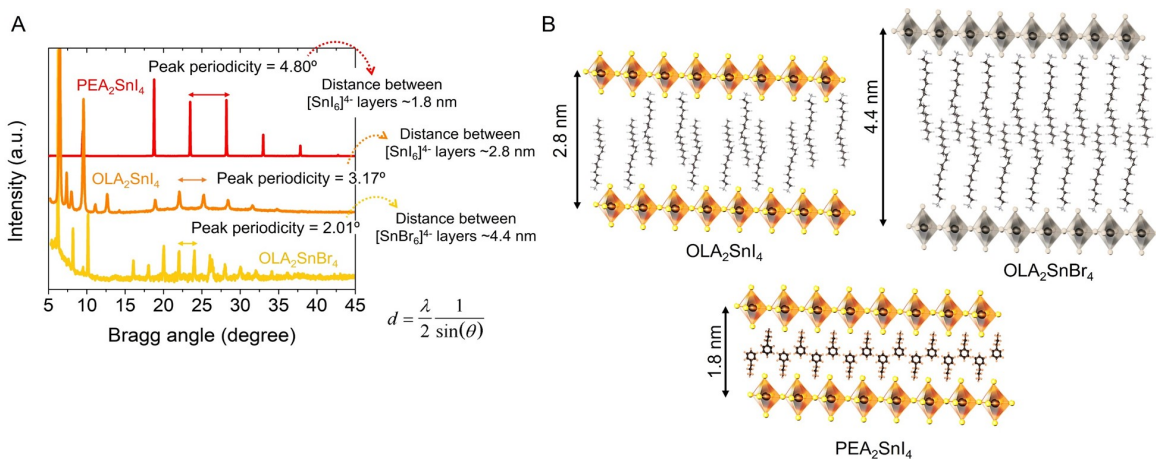 A
Peak periodicity = 4.80º
PEA₂SnI₄
Distance between
[SnI₆]⁴⁻ layers ~1.8 nm
Distance between
[SnI₆]⁴⁻ layers ~2.8 nm
OLA₂SnI₄
Peak periodicity = 3.17º
Peak periodicity = 2.01º
Distance between
[SnBr₆]⁴⁻ layers ~4.4 nm
OLA₂SnBr₄
Intensity (a.u.)
5 10 15 20 25 30 35 40 45
Bragg angle (degree)
d = λ/2 1/sin(θ)
B
2.8 nm
OLA₂SnI₄
4.4 nm
OLA₂SnBr₄
1.8 nm
PEA₂SnI₄